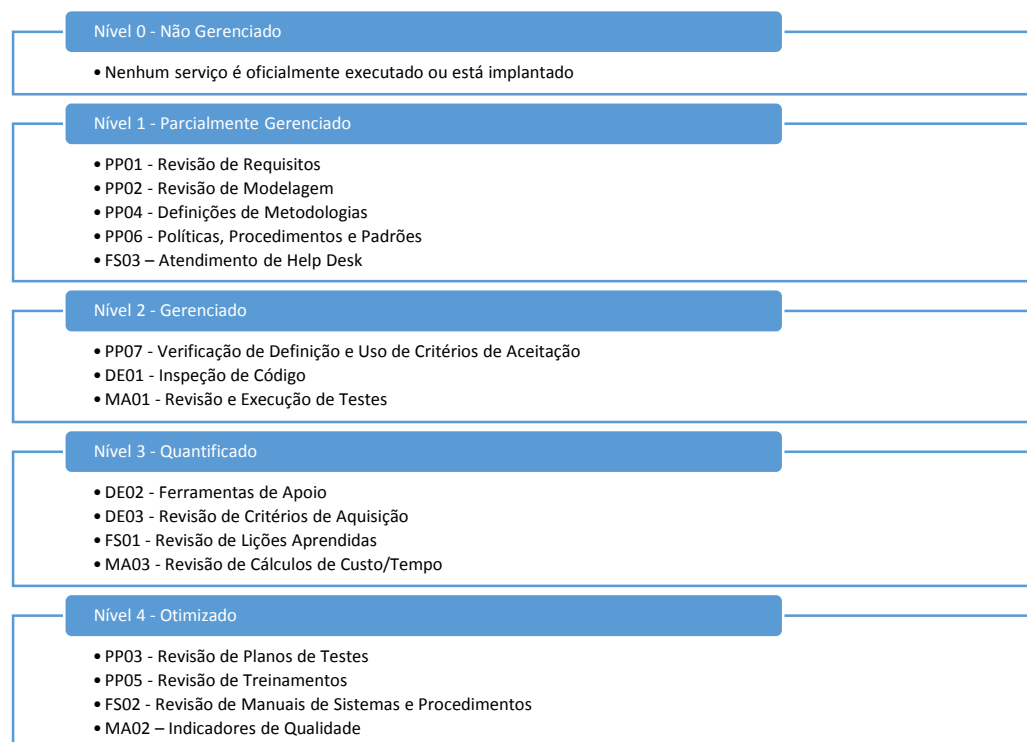 Nível 0 - Não Gerenciado
• Nenhum serviço é oficialmente executado ou está implantado
Nível 1 - Parcialmente Gerenciado
• PP01 - Revisão de Requisitos
• PP02 - Revisão de Modelagem
• PP04 - Definições de Metodologias
• PP06 - Políticas, Procedimentos e Padrões
• FS03 – Atendimento de Help Desk
Nível 2 - Gerenciado
• PP07 - Verificação de Definição e Uso de Critérios de Aceitação
• DE01 - Inspeção de Código
• MA01 - Revisão e Execução de Testes
Nível 3 - Quantificado
• DE02 - Ferramentas de Apoio
• DE03 - Revisão de Critérios de Aquisição
• FS01 - Revisão de Lições Aprendidas
• MA03 - Revisão de Cálculos de Custo/Tempo
Nível 4 - Otimizado
• PP03 - Revisão de Planos de Testes
• PP05 - Revisão de Treinamentos
• FS02 - Revisão de Manuais de Sistemas e Procedimentos
• MA02 – Indicadores de Qualidade